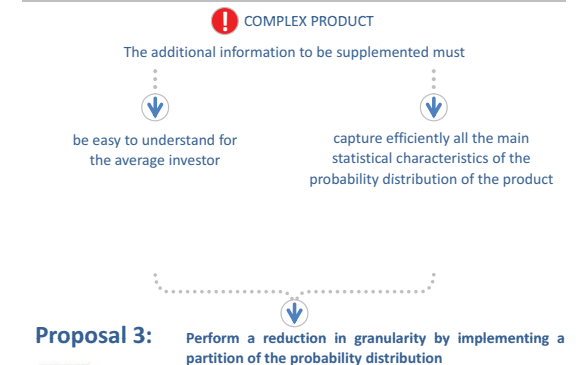 ! COMPLEX PRODUCT
The additional information to be supplemented must
be easy to understand for
the average investor
capture efficiently all the main
statistical characteristics of the
probability distribution of the product
Proposal 3: Perform a reduction in granularity by implementing a
partition of the probability distribution